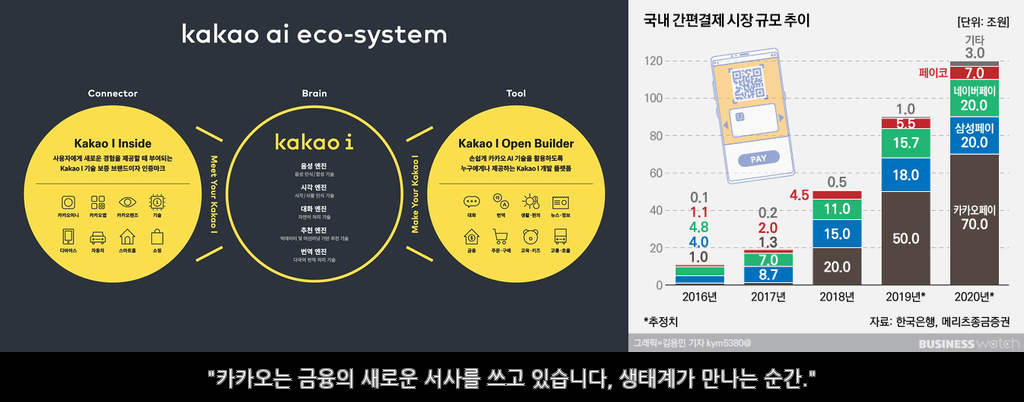 kakao ai eco-system
Connector
Brain
Tool
Kakao I Inside
사용자에게 새로운 경험을 제공할 때 부여되는
Kakao I 기술 보증 브랜드이자 인증마크
카카오미니
카카오맵
카카오렌즈
기술
디바이스
자동차
스마트홈
쇼핑
Meet Your Kakao I
kakao i
음성 엔진
음성 인식/합성 기술
시각 엔진
시각/사물 인식 기술
대화 엔진
자연어 처리 기술
추천 엔진
빅데이터 및 머신러닝 기반 추천 기술
번역 엔진
다국어 번역 처리 기술
Make Your Kakao I
Kakao I Open Builder
손쉽게 카카오 AI 기술을 활용하도록
누구에게나 제공하는 Kakao I 개발 플랫폼
대화
번역
생활·편의
뉴스·정보
금융
주문·구매
교육·키즈
교통·호출
국내 간편결제 시장 규모 추이
[단위: 조원]
120
100
80
60
40
20
0
PAY
0.1
1.1
4.8
4.0
1.0
2016년
0.2
2.0
1.3
7.0
8.7
2017년
0.5
4.5
11.0
15.0
20.0
2018년
1.0
5.5
15.7
18.0
50.0
2019년*
기타
3.0
페이코
7.0
네이버페이
20.0
삼성페이
20.0
카카오페이
70.0
2020년*
*추정치
자료: 한국은행, 메리츠종금증권
그래픽=김용민 기자 kym5380@
BUSINESS watch
"카카오는 금융의 새로운 서사를 쓰고 있습니다, 생태계가 만나는 순간."